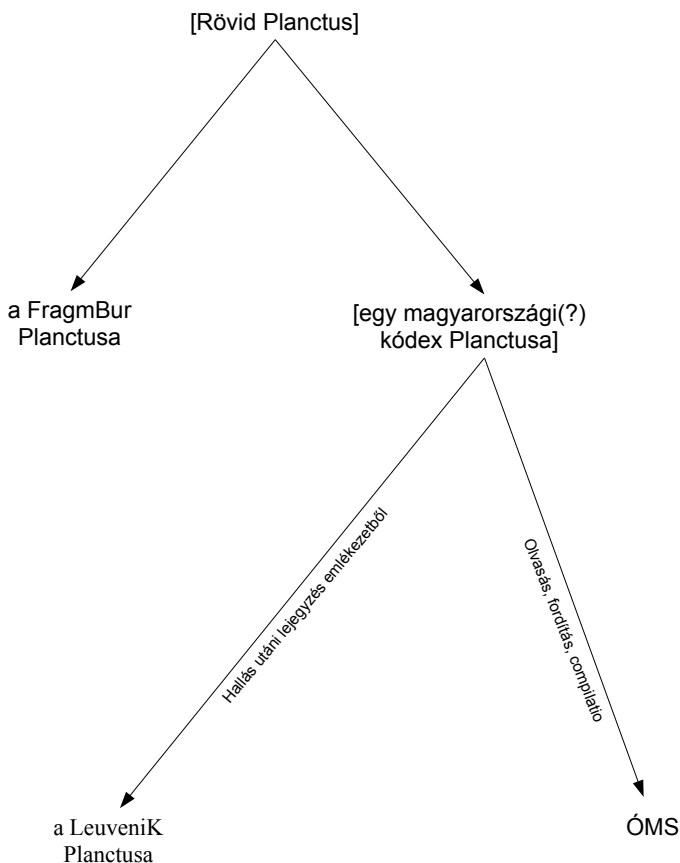 [Rövid Planctus]
a FragmBur
Planctusa
[egy magyarországi(?)
kódex Planctusa]
Hallás utáni lejegyzés emlékezetből
Olvasás, fordítás, compilatio
a LeuveniK
Planctusa
ÓMS